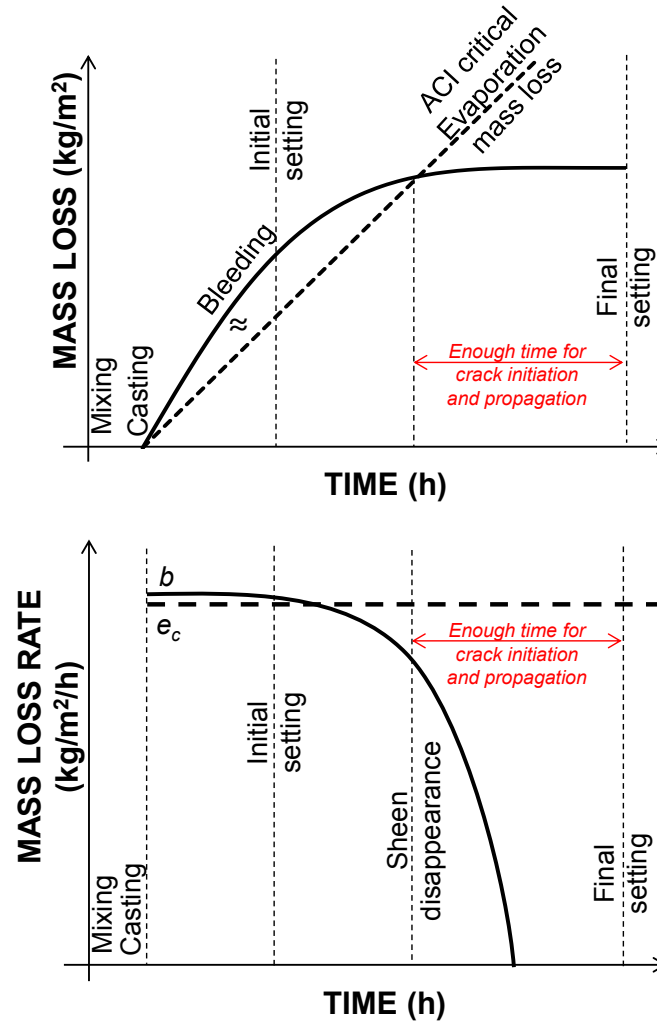 MASS LOSS (kg/m²)
Mixing
Casting
Bleeding
≈
Initial
setting
ACI critical
Evaporation
mass loss
Enough time for
crack initiation
and propagation
Final
setting
TIME (h)
MASS LOSS RATE
(kg/m²/h)
Mixing
Casting
b
e_c
Initial
setting
Sheen
disappearance
Enough time for
crack initiation
and propagation
Final
setting
TIME (h)